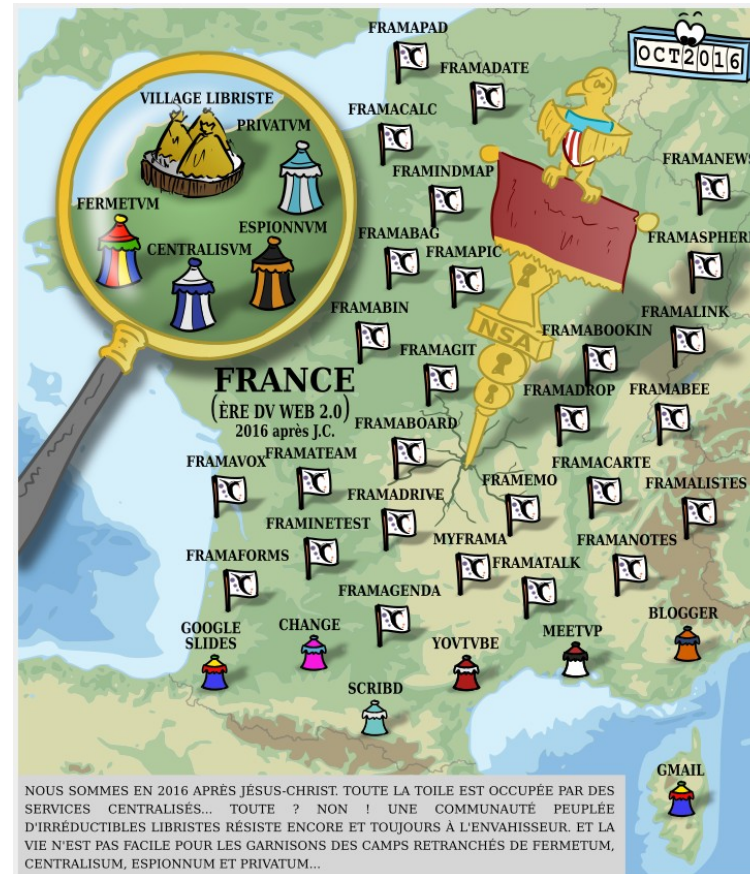 OCT2016
FRAMAPAD
FRAMADATE
VILLAGE LIBRISTE
PRIVATVM
FRAMACALC
FRAMINDMAP
FRAMANEWS
FERMETVM
ESPIONNVM
CENTRALISVM
FRAMABAG
FRAMAPIC
FRAMASPHERE
FRAMABIN
NSA
FRAMABOOKIN
FRAMALINK
FRAMAGIT
FRANCE
(ÈRE DV WEB 2.0)
2016 après J.C.
FRAMADROP
FRAMABEE
FRAMABOARD
FRAMAVOX
FRAMATEAM
FRAMADRIVE
FRAMEMO
FRAMACARTE
FRAMALISTES
FRAMINETEST
MYFRAMA
FRAMANOTES
FRAMAFORMS
FRAMATALK
FRAMAGENDA
GOOGLE
SLIDES
CHANGE
YOVTVBE
MEETVP
BLOGGER
SCRIBD
GMAIL
NOUS SOMMES EN 2016 APRÈS JÉSUS-CHRIST. TOUTE LA TOILE EST OCCUPÉE PAR DES
SERVICES CENTRALISÉS... TOUTE ? NON ! UNE COMMUNAUTÉ PEUPLÉE
D'IRRÉDUCTIBLES LIBRISTES RÉSISTE ENCORE ET TOUJOURS À L'ENVAHISSEUR. ET LA
VIE N'EST PAS FACILE POUR LES GARNISONS DES CAMPS RETRANCHÉS DE FERMETUM,
CENTRALISUM, ESPIONNUM ET PRIVATUM...